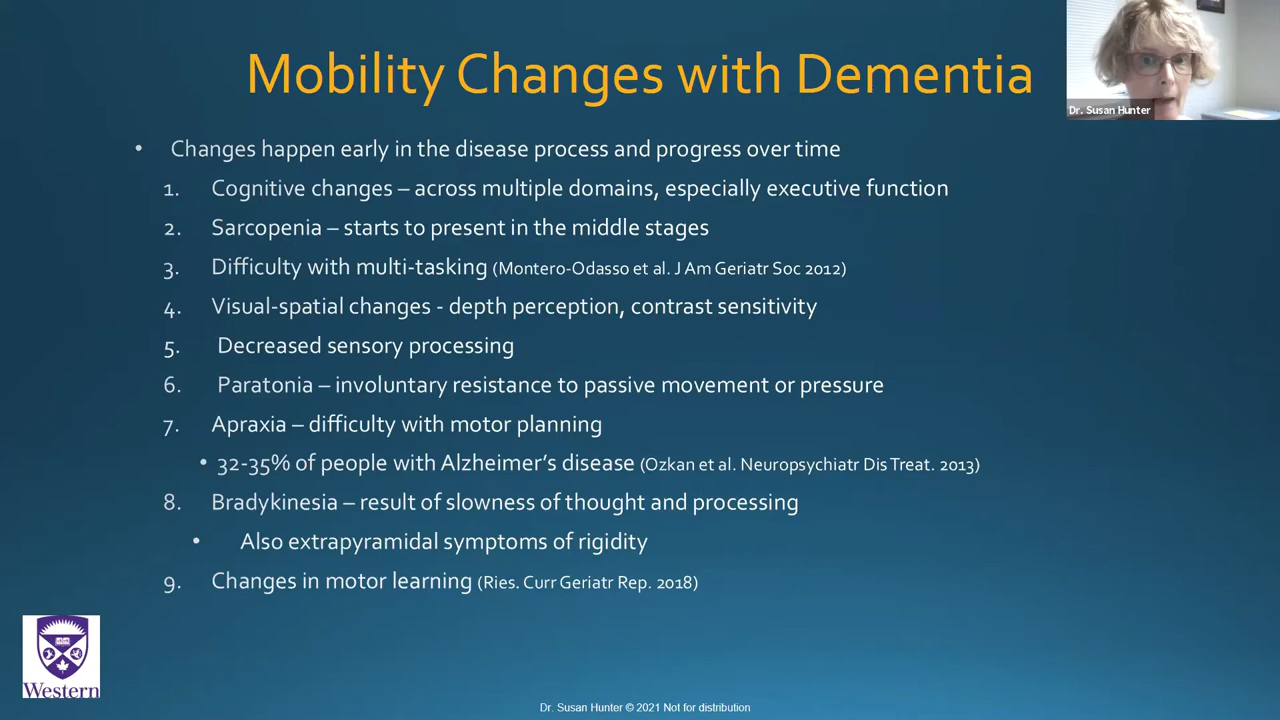 Mobility Changes with Dementia
Dr. Susan Hunter
• Changes happen early in the disease process and progress over time
1. Cognitive changes – across multiple domains, especially executive function
2. Sarcopenia – starts to present in the middle stages
3. Difficulty with multi-tasking (Montero-Odasso et al. J Am Geriatr Soc 2012)
4. Visual-spatial changes - depth perception, contrast sensitivity
5. Decreased sensory processing
6. Paratonia – involuntary resistance to passive movement or pressure
7. Apraxia – difficulty with motor planning
• 32-35% of people with Alzheimer's disease (Ozkan et al. Neuropsychiatr Dis Treat. 2013)
8. Bradykinesia – result of slowness of thought and processing
• Also extrapyramidal symptoms of rigidity
9. Changes in motor learning (Ries. Curr Geriatr Rep. 2018)
Western
Dr. Susan Hunter © 2021 Not for distribution